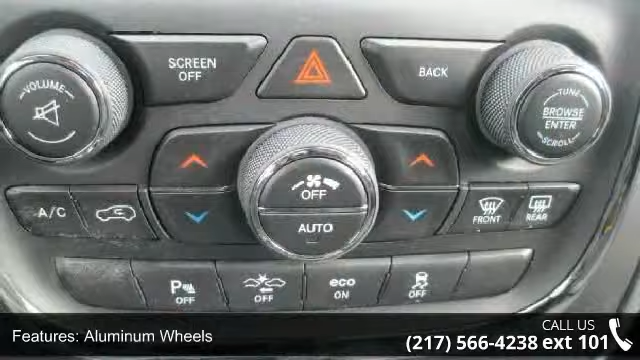 VOLUME
SCREEN
OFF
BACK
TUNE
BROWSE
ENTER
SCROLL
OFF
AUTO
A/C
FRONT
REAR
P
OFF
OFF
eco
ON
OFF
Features: Aluminum Wheels
CALL US
(217) 566-4238 ext 101